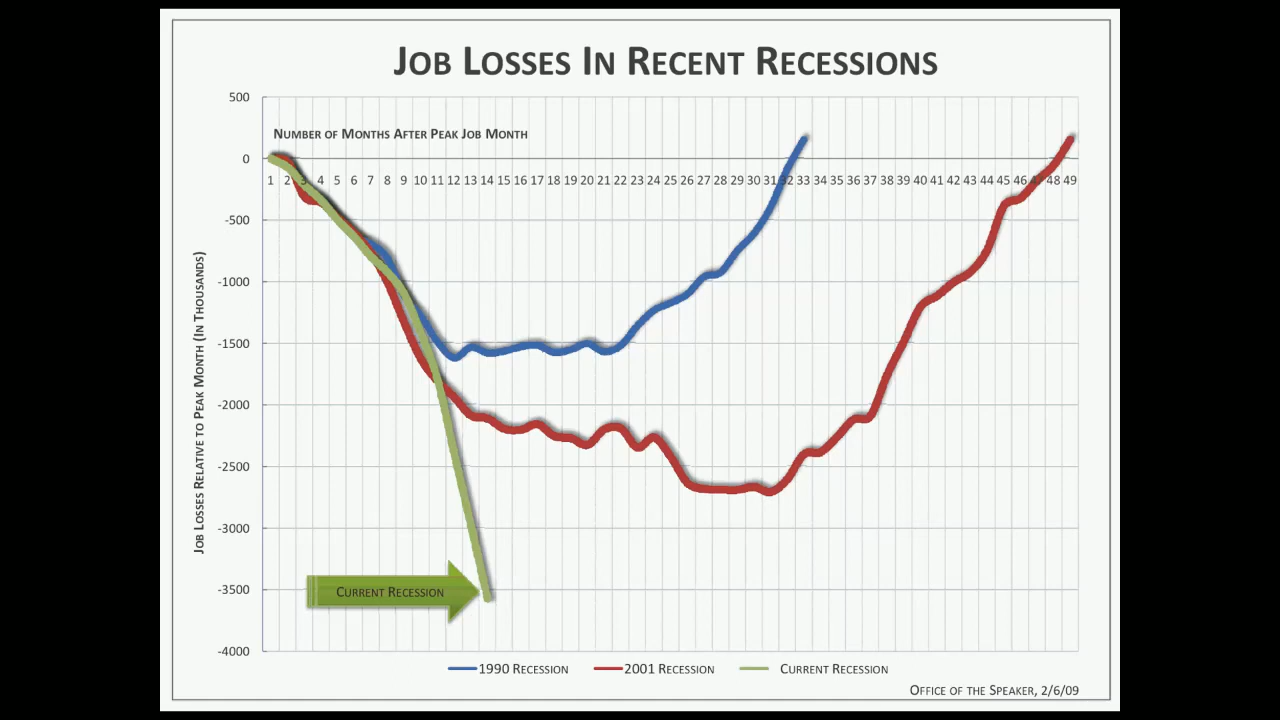 JOB LOSSES IN RECENT RECESSIONS
500
NUMBER OF MONTHS AFTER PEAK JOB MONTH
0
1 2 3 4 5 6 7 8 9 10 11 12 13 14 15 16 17 18 19 20 21 22 23 24 25 26 27 28 29 30 31 32 33 34 35 36 37 38 39 40 41 42 43 44 45 46 47 48 49
-500
-1000
-1500
-2000
-2500
-3000
-3500
-4000
JOB LOSSES RELATIVE TO PEAK MONTH (IN THOUSANDS)
CURRENT RECESSION
1990 RECESSION 2001 RECESSION CURRENT RECESSION
OFFICE OF THE SPEAKER, 2/6/09